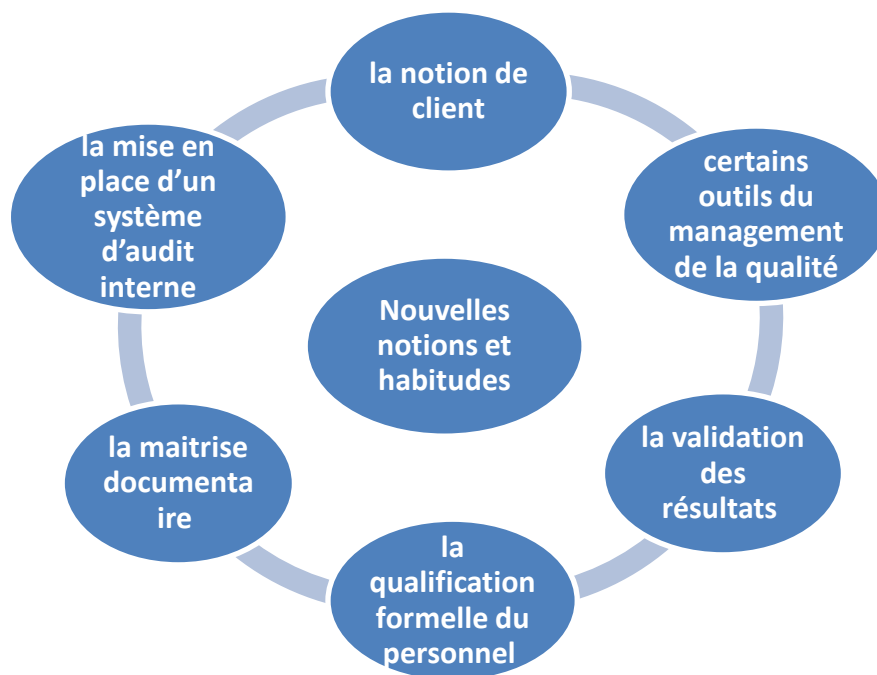 la notion de
client
certains
outils du
management
de la qualité
la validation
des
résultats
la
qualification
formelle du
personnel
la maitrise
documenta
ire
la mise en
place d’un
système
d’audit
interne
Nouvelles
notions et
habitudes